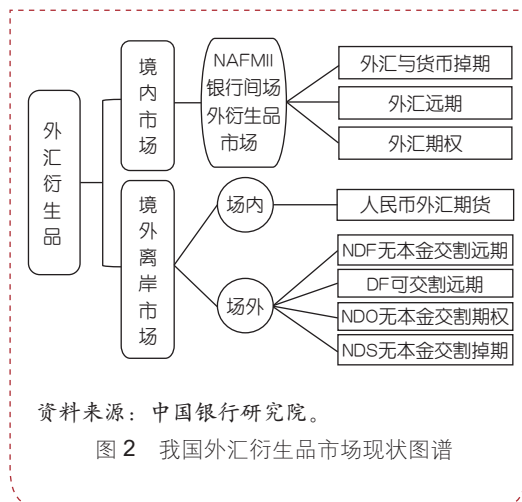 外汇衍生品
境内市场
NAFMII
银行间场
外衍生品
市场
外汇与货币掉期
外汇远期
外汇期权
境外离岸市场
场内
人民币外汇期货
场外
NDF无本金交割远期
DF可交割远期
NDO无本金交割期权
NDS无本金交割掉期
资料来源：中国银行研究院。
图 2 我国外汇衍生品市场现状图谱